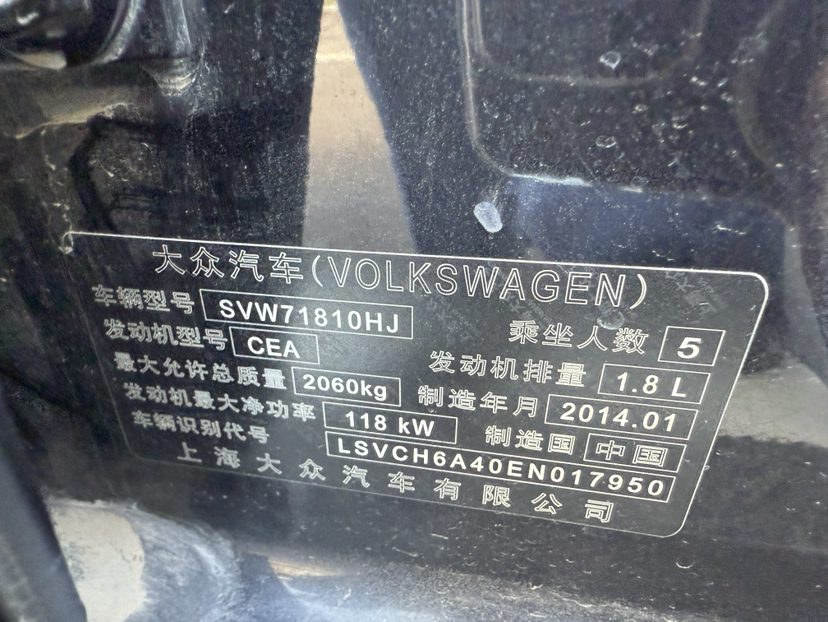 大众汽车(VOLKSWAGEN)
车辆型号 SVW71810HJ 乘坐人数 5
发动机型号 CEA 发动机排量 1.8 L
最大允许总质量 2060kg 制造年月 2014.01
发动机最大净功率 118 kW 制造国 中国
车辆识别代号 LSVCH6A40EN017950
上海大众汽车有限公司